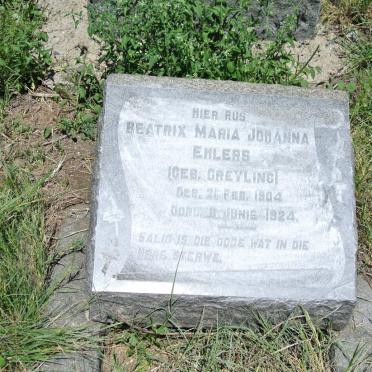 HIER RUS
BEATRIX MARIA JOHANNA
EHLERS
(GEB. GREYLING)
GEB. 21 FEB. 1904
OORL. JUNIE 1924.
SALIG IS DIE DODE WAT IN DIE
HERE STERWE.